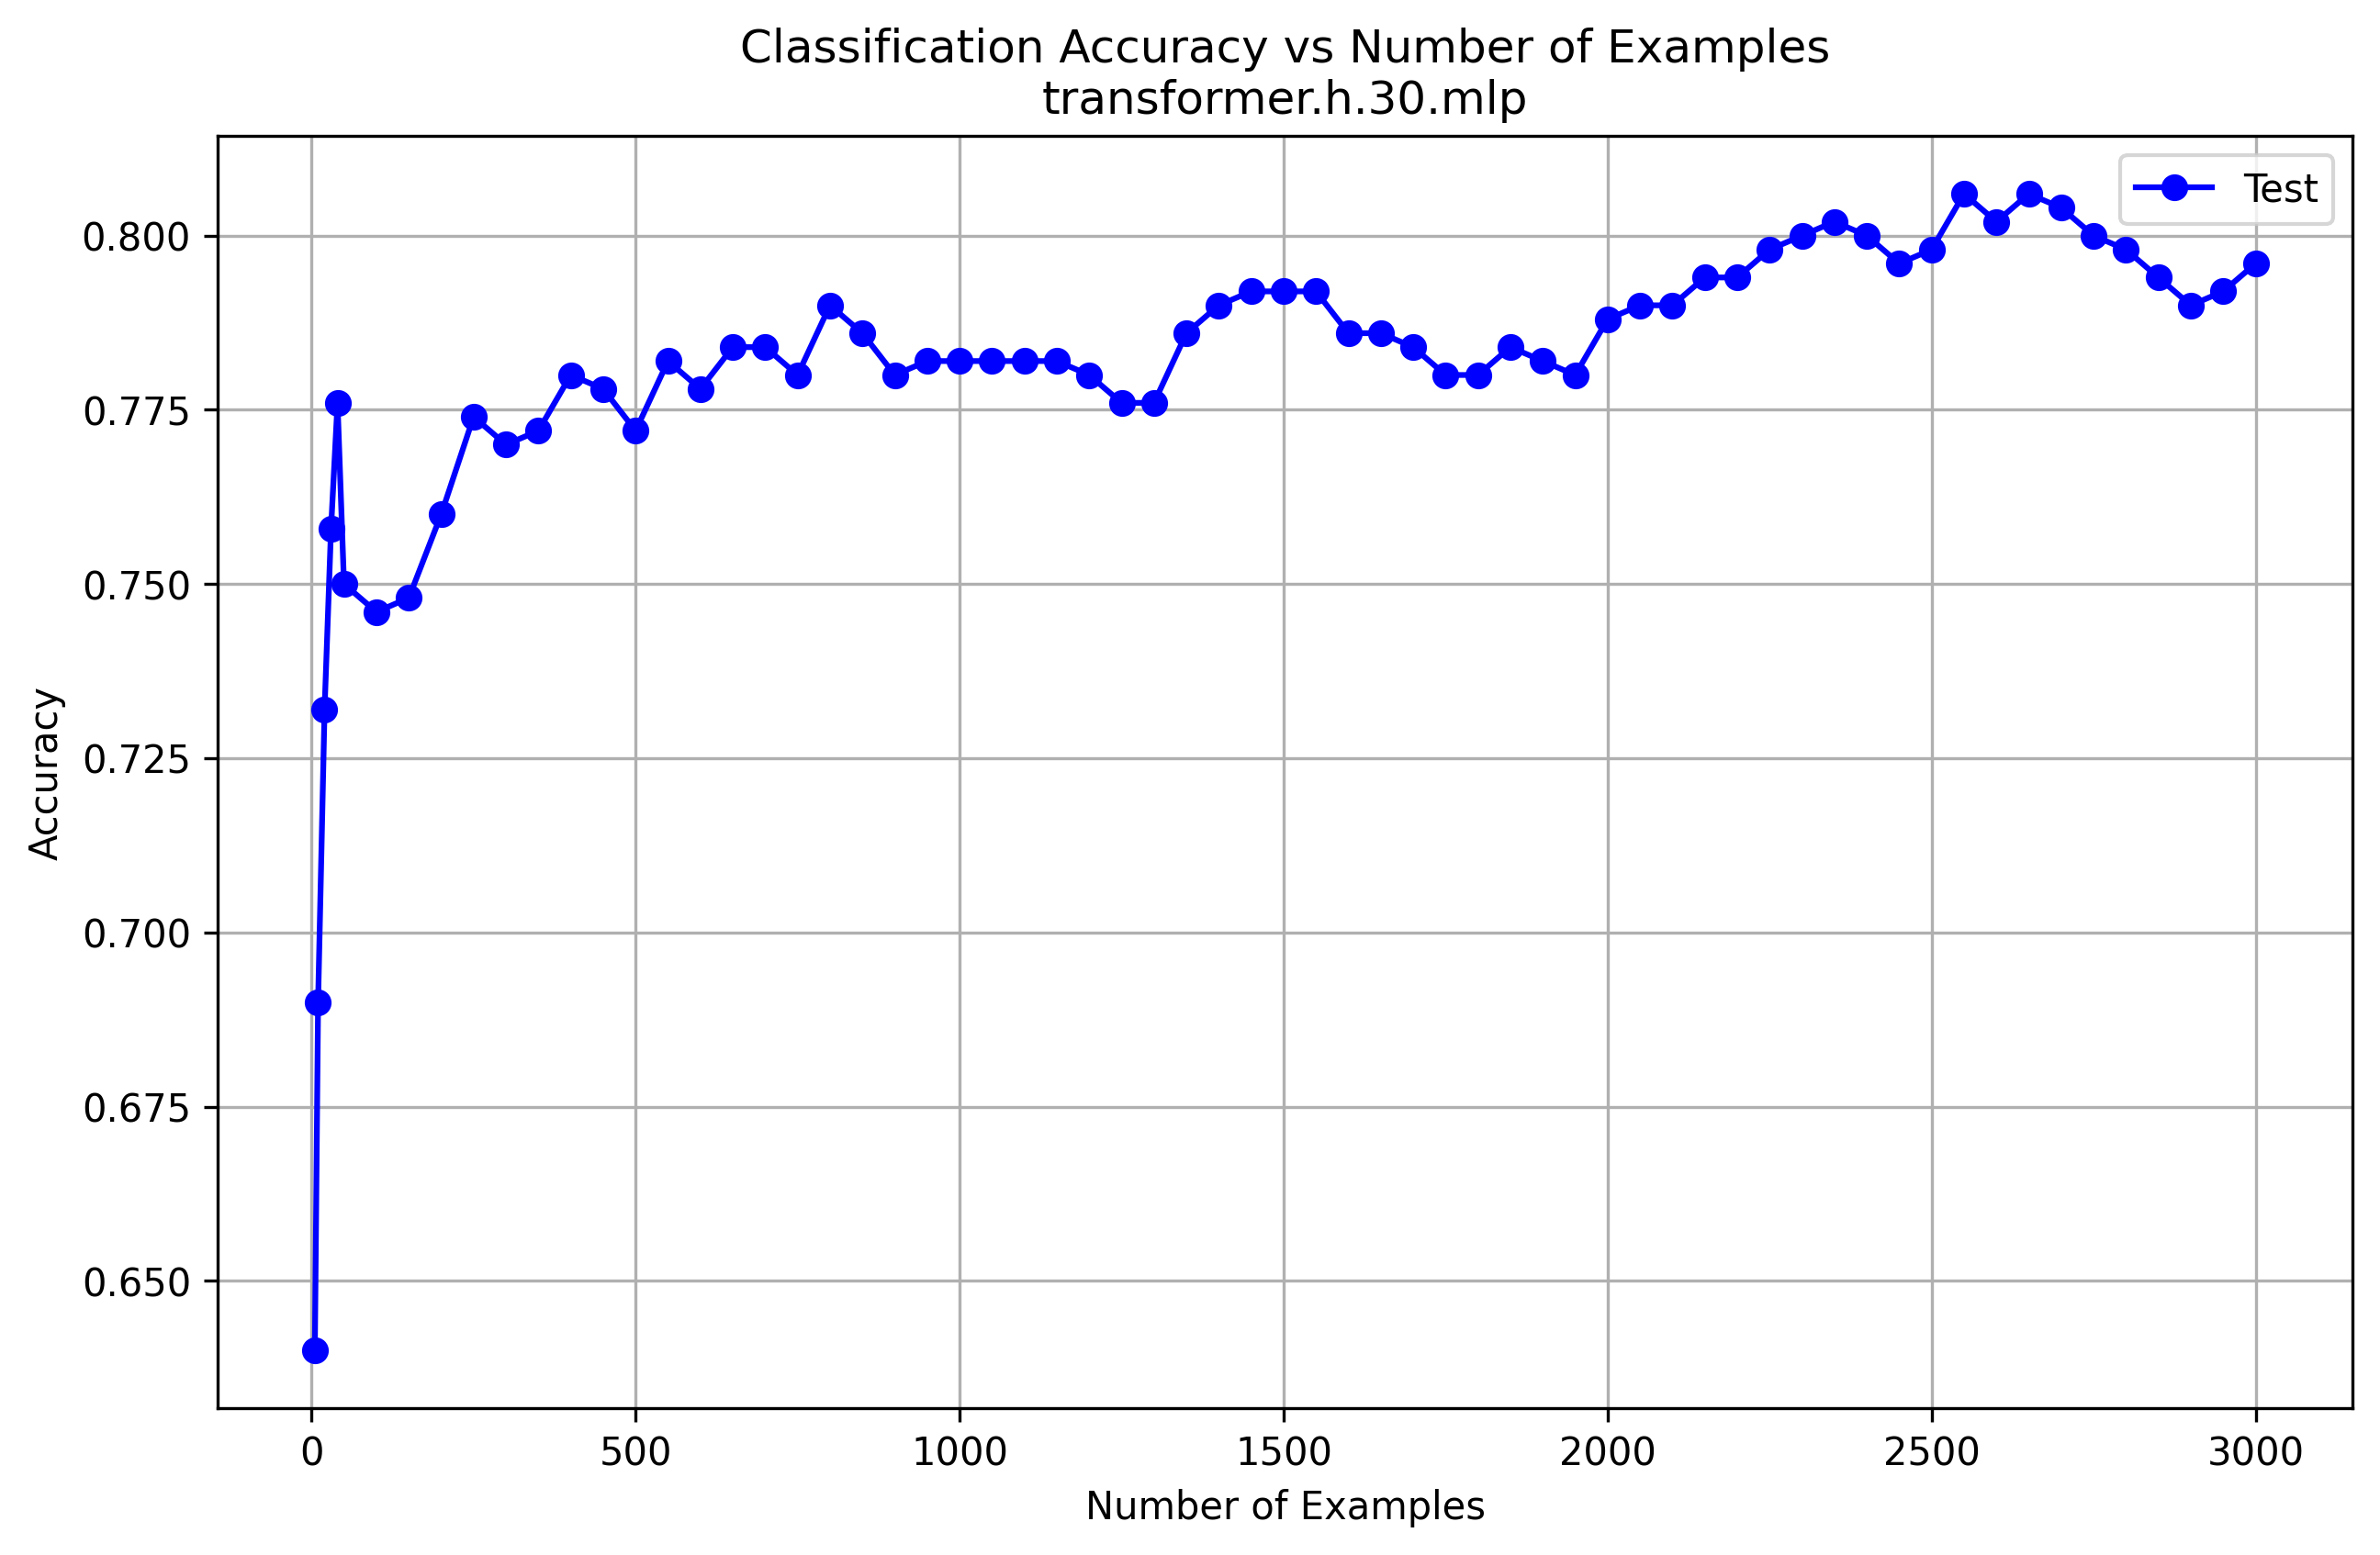 Classification Accuracy vs Number of Examples
transformer.h.30.mlp
Test
Accuracy
0.800
0.775
0.750
0.725
0.700
0.675
0.650
0
500
1000
1500
2000
2500
3000
Number of Examples